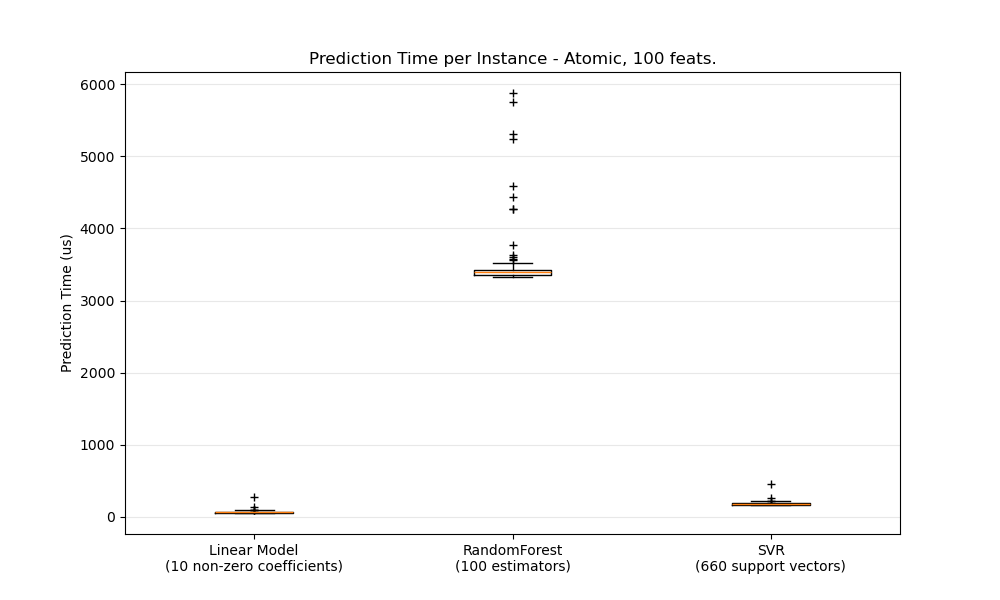 Prediction Time per Instance - Atomic, 100 feats.
Prediction Time (us)
6000
5000
4000
3000
2000
1000
0
Linear Model
(10 non-zero coefficients)
RandomForest
(100 estimators)
SVR
(660 support vectors)